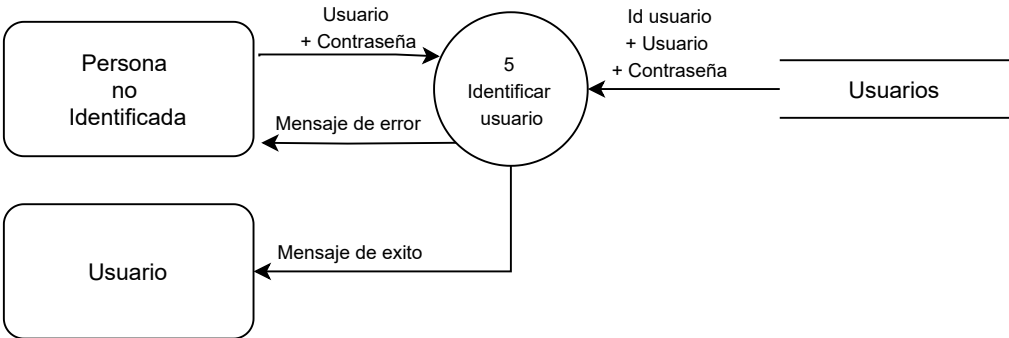 Persona
no
Identificada
Usuario
+ Contraseña
5
Identificar
usuario
Id usuario
+ Usuario
+ Contraseña
Usuarios
Mensaje de error
Usuario
Mensaje de exito